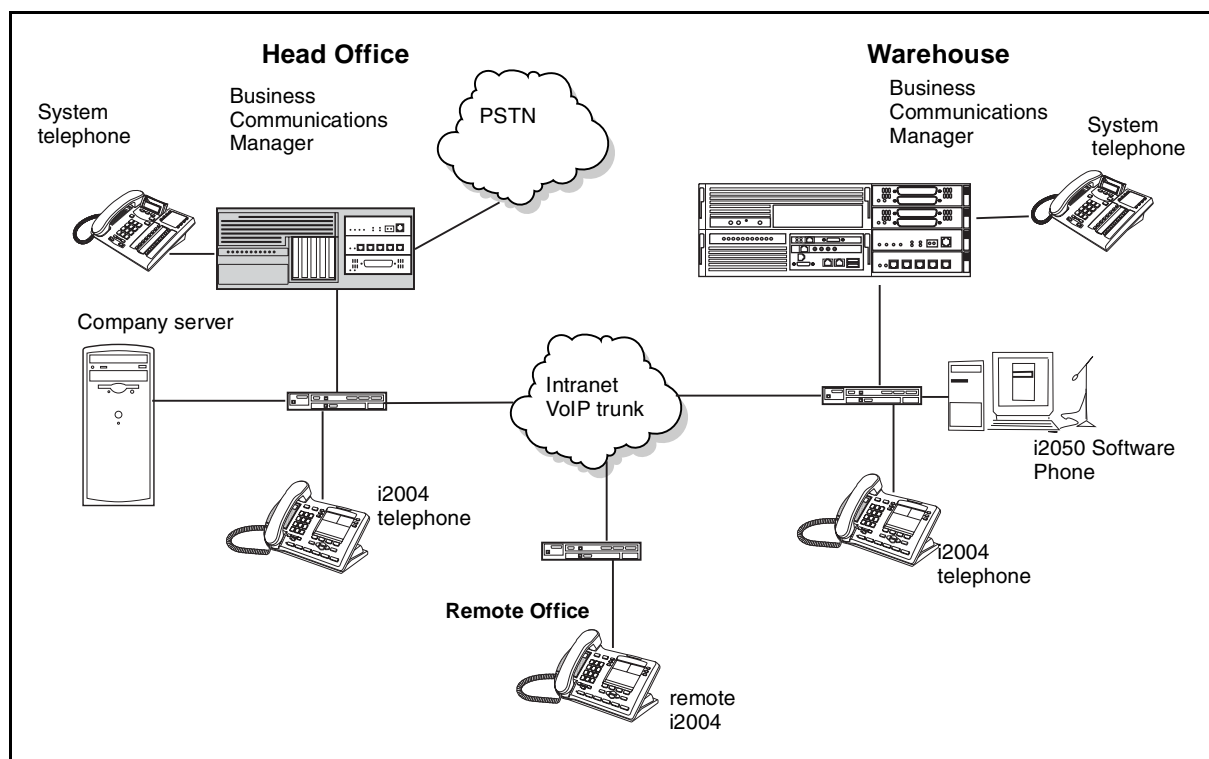 Head Office
Warehouse
System
telephone
Business
Communications
Manager
PSTN
Business
Communications
Manager
System
telephone
Company server
Intranet
VoIP trunk
i2050 Software
Phone
i2004
telephone
i2004
telephone
Remote Office
remote
i2004